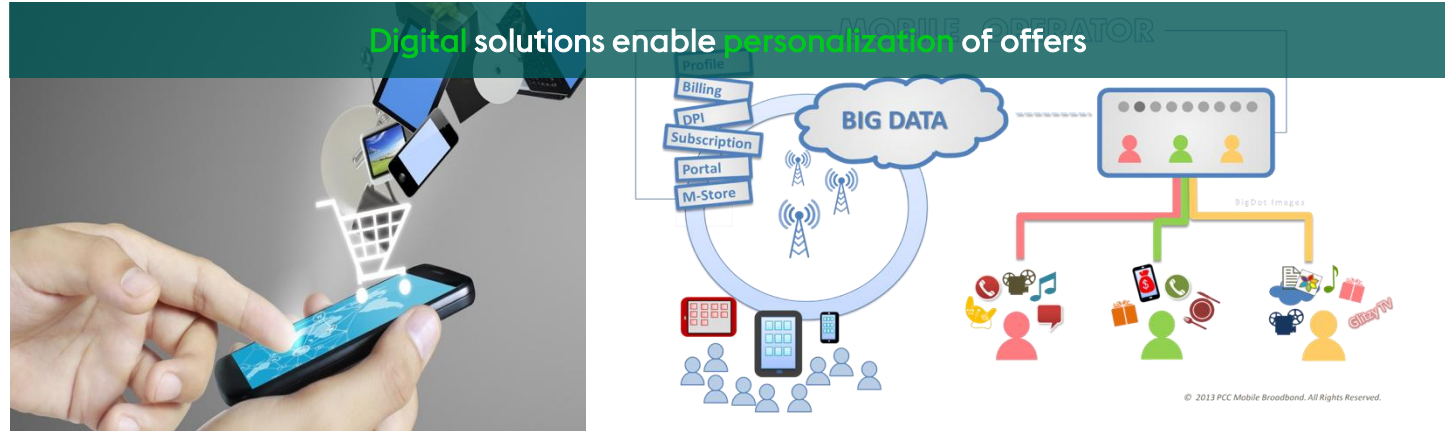 Digital solutions enable personalization of offers
MOBILE OPERATOR
Profile
Billing
DPI
Subscription
Portal
M-Store
BIG DATA
BigDot Images
Glitzy TV
© 2013 PCC Mobile Broadbond. All Rights Reserved.